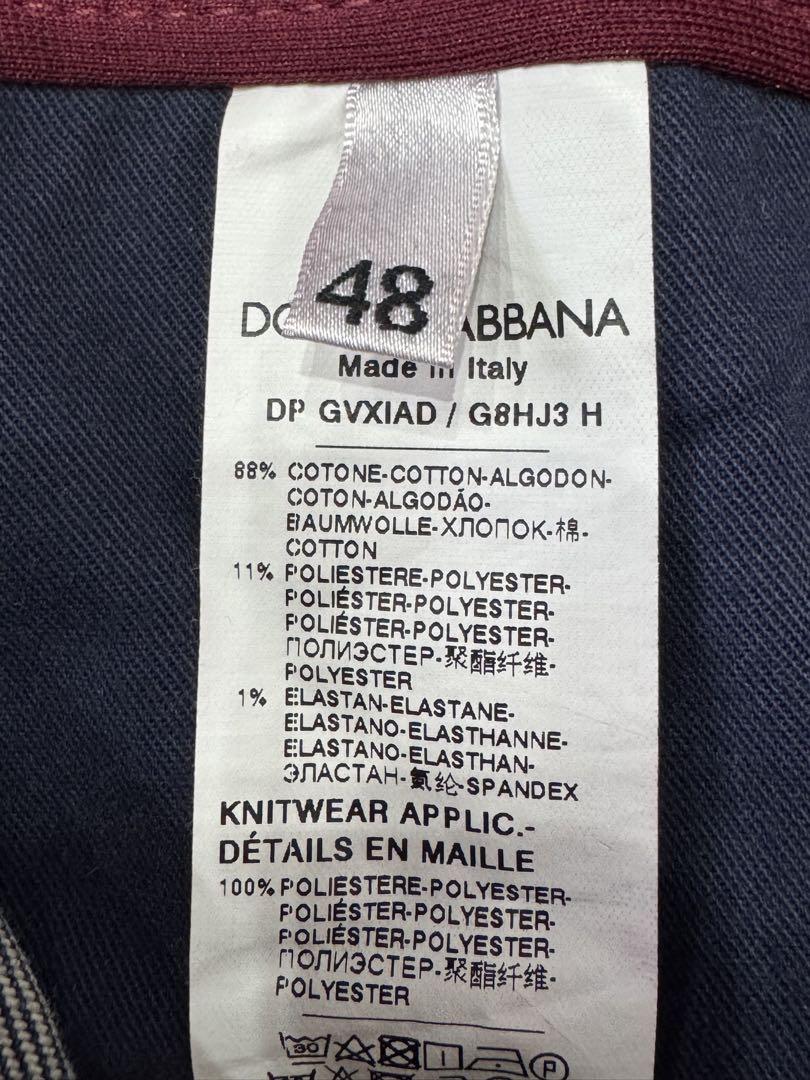 48
ABBANA
Made in Italy
DP GVXIAD / G8HJ3 H
88% COTONE-COTTON-ALGODON-
COTON-ALGODÃO-
BAUMWOLLE-ХЛОПОК-棉-
COTTON
11% POLIESTERE-POLYESTER-
POLIÉSTER-POLYESTER-
POLIÉSTER-POLYESTER-
ПОЛИЭСТЕР-聚酯纤维-
POLYESTER
1% ELASTAN-ELASTANE-
ELASTANO-ELASTHANNE-
ELASTANO-ELASTHAN-
ЭЛАСТАН-氨纶-SPANDEX
KNITWEAR APPLIC.-
DÉTAILS EN MAILLE
100% POLIESTERE-POLYESTER-
POLIÉSTER-POLYESTER-
POLIÉSTER-POLYESTER-
ПОЛИЭСТЕР-聚酯纤维-
POLYESTER
30 P